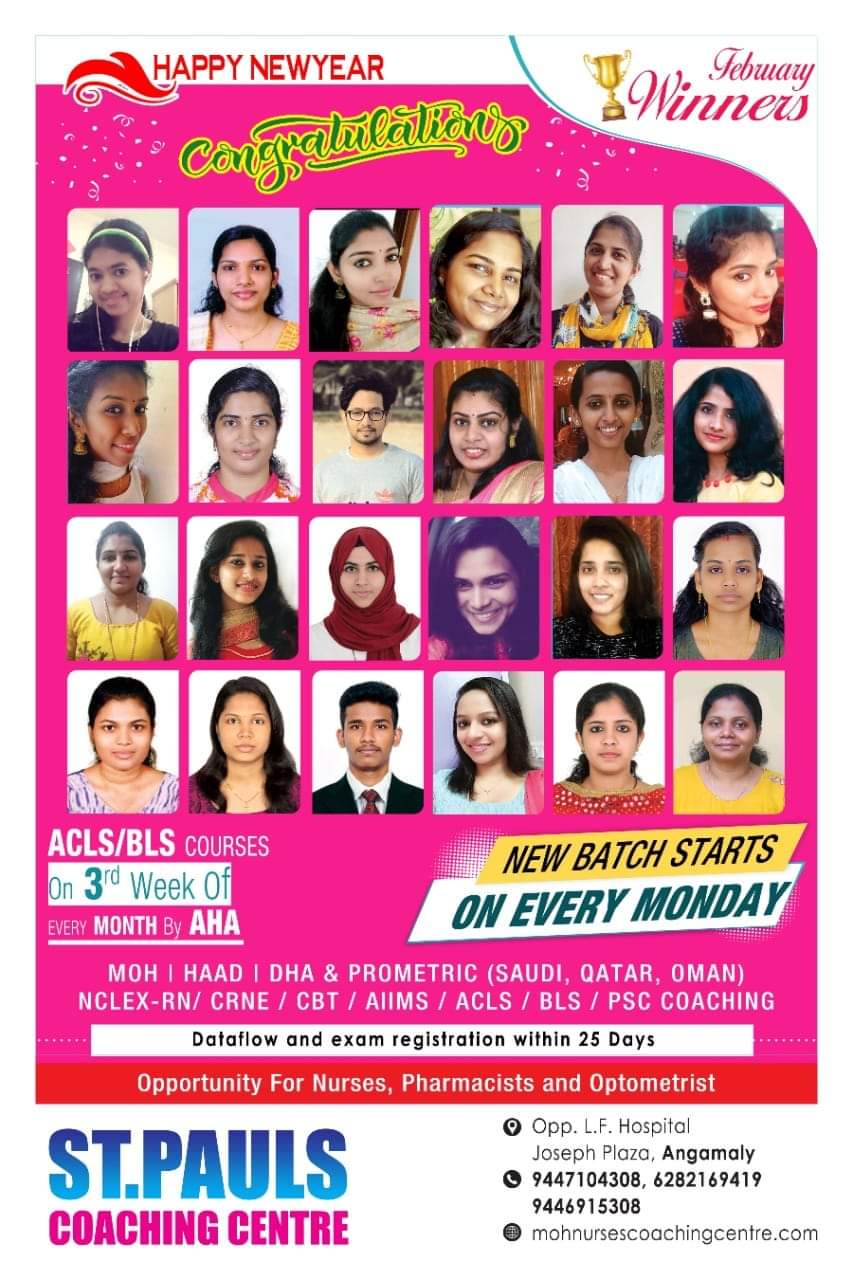 HAPPY NEWYEAR
February
Winners
Congratulations
ACLS/BLS COURSES
On 3rd Week Of
EVERY MONTH By AHA
NEW BATCH STARTS
ON EVERY MONDAY
MOH | HAAD | DHA & PROMETRIC (SAUDI, QATAR, OMAN)
NCLEX-RN/ CRNE / CBT / AIIMS / ACLS / BLS / PSC COACHING
Dataflow and exam registration within 25 Days
Opportunity For Nurses, Pharmacists and Optometrist
ST.PAULS
COACHING CENTRE
Opp. L.F. Hospital
Joseph Plaza, Angamaly
9447104308, 6282169419
9446915308
mohnursescoachingcentre.com